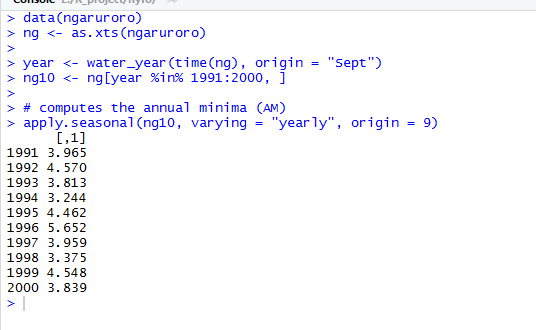 > data(ngaruroro)
> ng <- as.xts(ngaruroro)
>
> year <- water_year(time(ng), origin = "Sept")
> ng10 <- ng[year %in% 1991:2000, ]
>
> # computes the annual minima (AM)
> apply.seasonal(ng10, varying = "yearly", origin = 9)
[,1]
1991 3.965
1992 4.570
1993 3.813
1994 3.244
1995 4.462
1996 5.652
1997 3.959
1998 3.375
1999 4.548
2000 3.839
>